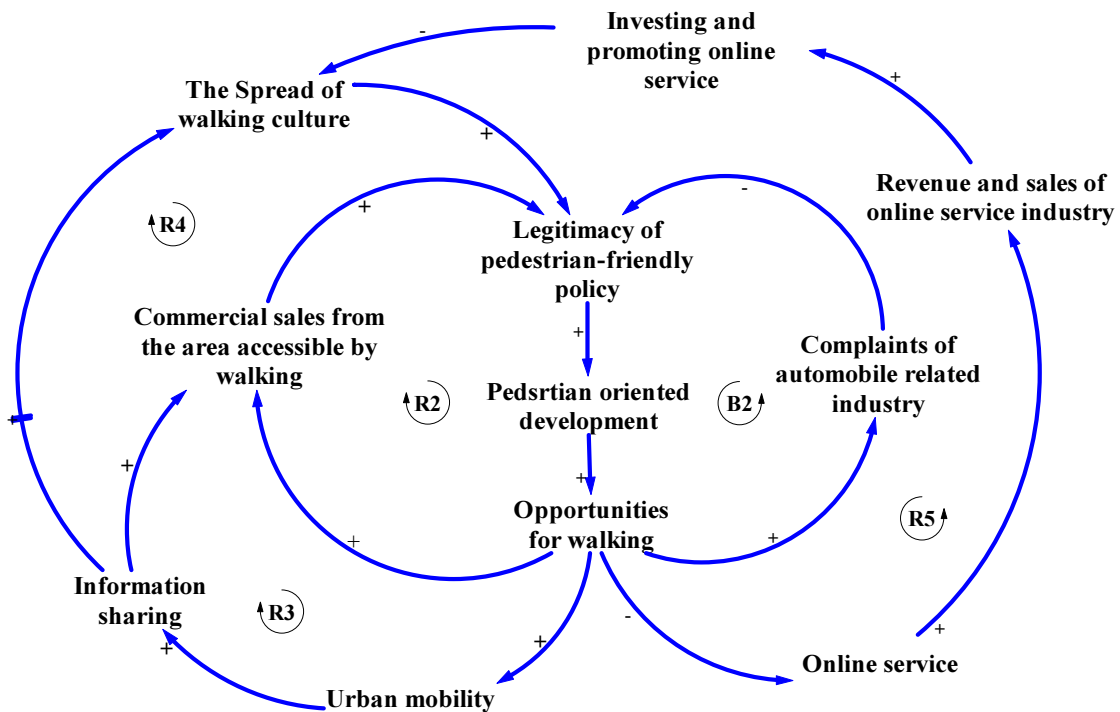 Investing and
promoting online
service
-
+
The Spread of
walking culture
+
Revenue and sales of
online service industry
R4
+
-
Legitimacy of
pedestrian-friendly
policy
Commercial sales from
the area accessible by
walking
+
Complaints of
automobile related
industry
R2
Pedsrtian oriented
development
B2
+
+
+
Opportunities
for walking
R5
+
+
Information
sharing
R3
+
-
+
+
Online service
Urban mobility